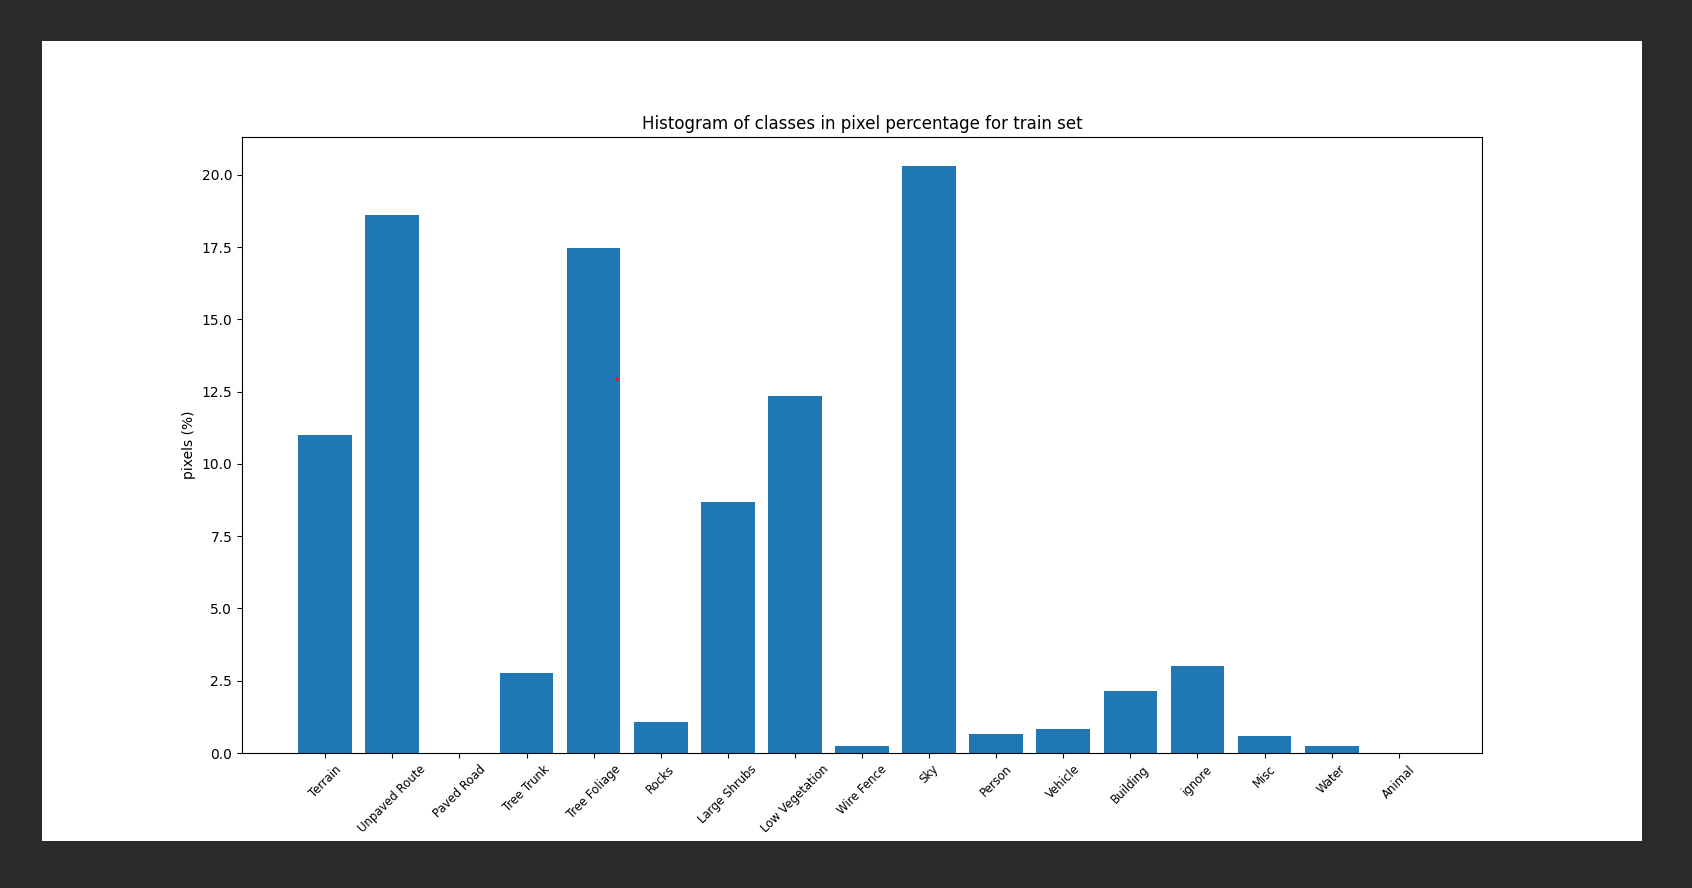 Histogram of classes in pixel percentage for train set
20.0
17.5
15.0
12.5
10.0
7.5
5.0
2.5
0.0
pixels (%)
Terrain
Unpaved Route
Paved Road
Tree Trunk
Tree Foliage
Rocks
Large Shrubs
Low Vegetation
Wire Fence
Sky
Person
Vehicle
Building
ignore
Misc
Water
Animal